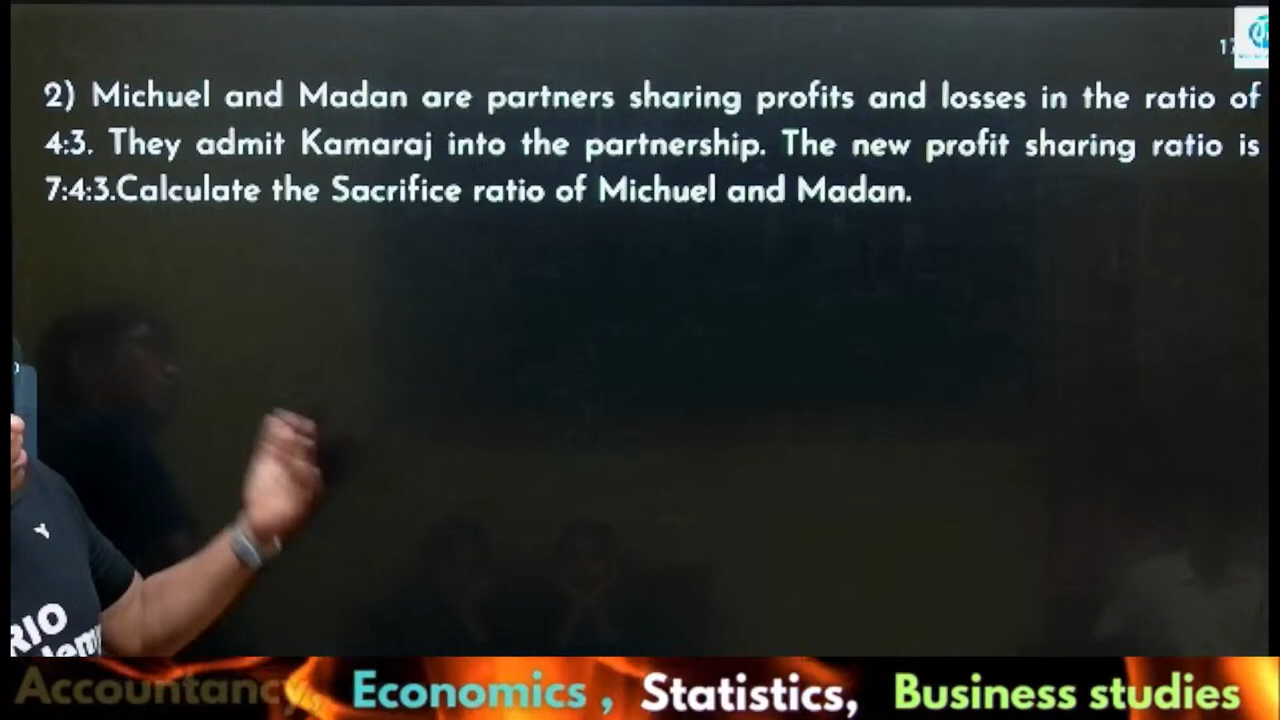 17
2) Michuel and Madan are partners sharing profits and losses in the ratio of
4:3. They admit Kamaraj into the partnership. The new profit sharing ratio is
7:4:3.Calculate the Sacrifice ratio of Michuel and Madan.
Accountancy, Economics , Statistics, Business studies